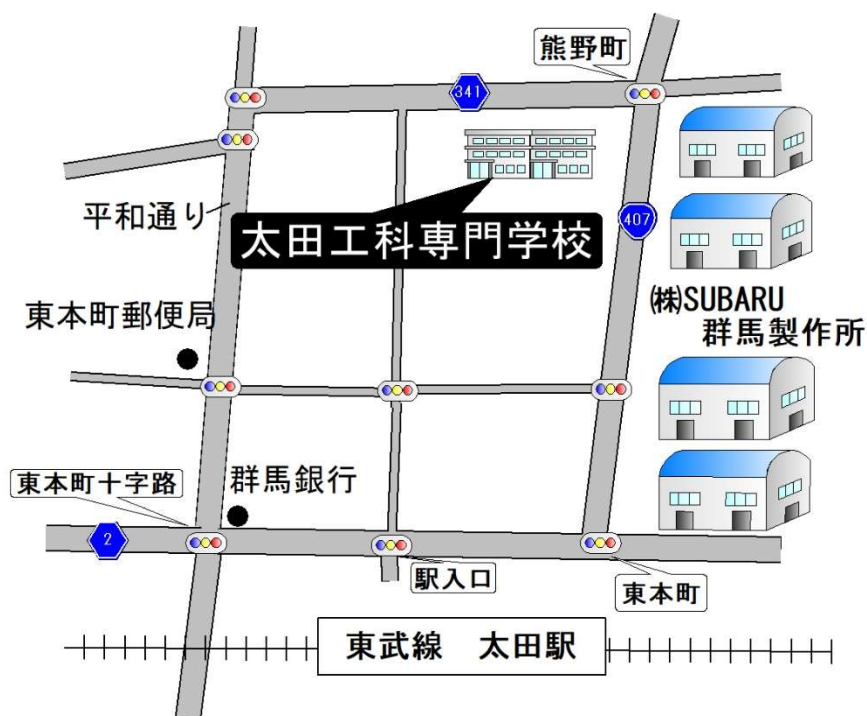 熊野町
341
平和通り
407
太田工科専門学校
㈱SUBARU
群馬製作所
東本町郵便局
東本町十字路
群馬銀行
2
駅入口
東本町
東武線　太田駅